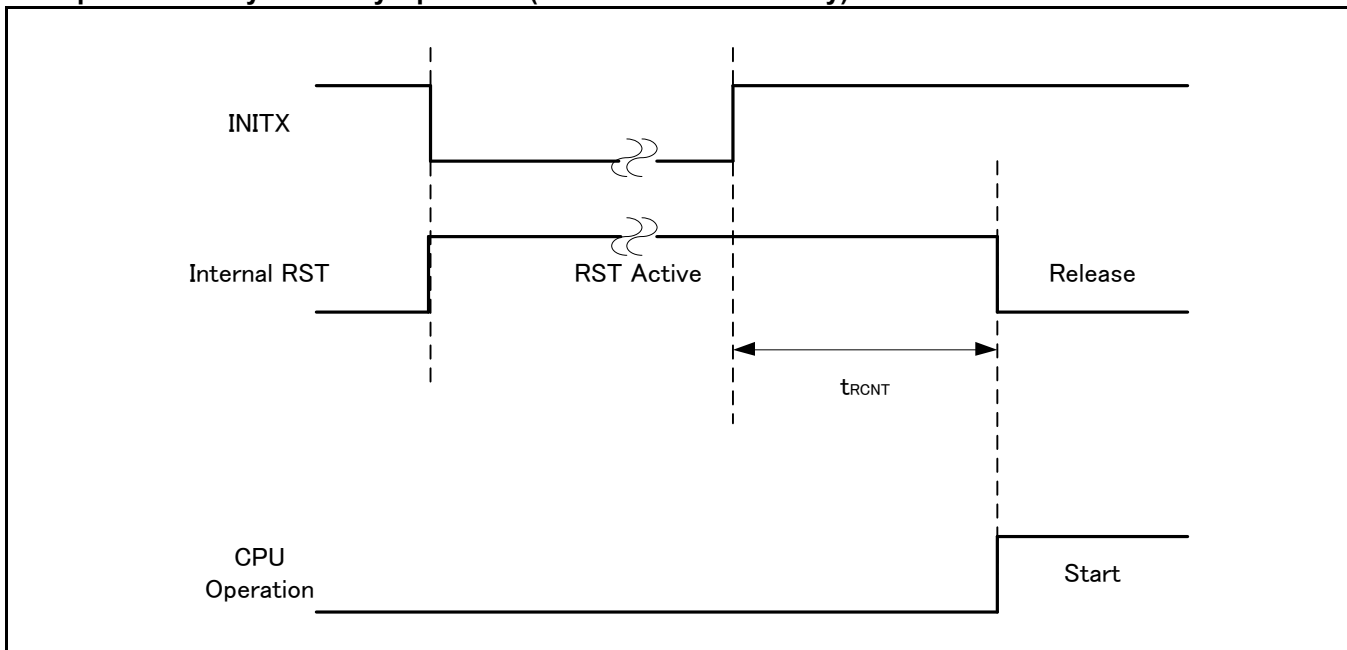 INITX
Internal RST
RST Active
Release
tRCNT
CPU
Operation
Start